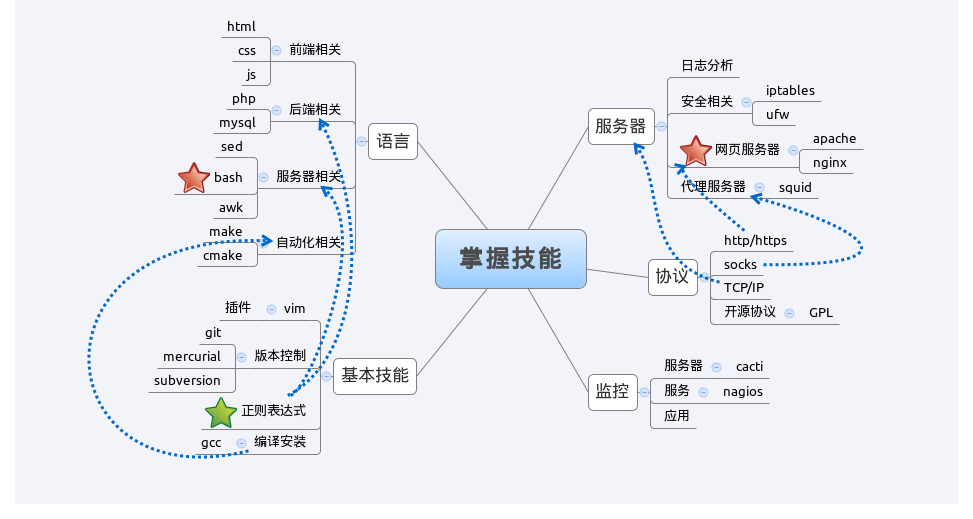 掌握技能
语言
前端相关
html
css
js
后端相关
php
mysql
服务器相关
sed
bash
awk
自动化相关
make
cmake
基本技能
vim
插件
版本控制
git
mercurial
subversion
正则表达式
编译安装
gcc
服务器
日志分析
安全相关
iptables
ufw
网页服务器
apache
nginx
代理服务器
squid
协议
http/https
socks
TCP/IP
开源协议
GPL
监控
服务器
cacti
服务
nagios
应用